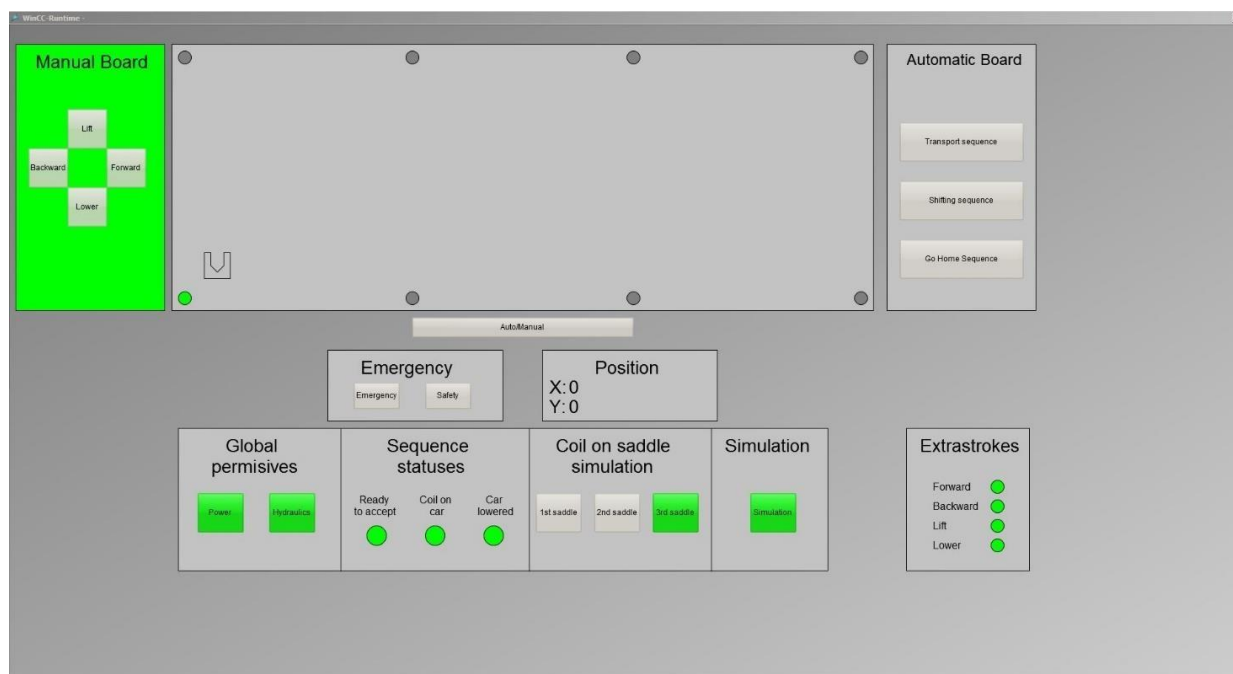 WinCC-Runtime -
Manual Board
Lift
Backward
Forward
Lower
Automatic Board
Transport sequence
Shifting sequence
Go Home Sequence
Auto/Manual
Emergency
Emergency
Safety
Position
X: 0
Y: 0
Global
permisives
Power
Hydraulics
Sequence
statuses
Ready
to accept
Coil on
car
Car
lowered
Coil on saddle
simulation
1st saddle
2nd saddle
3rd saddle
Simulation
Simulation
Extrastrokes
Forward
Backward
Lift
Lower